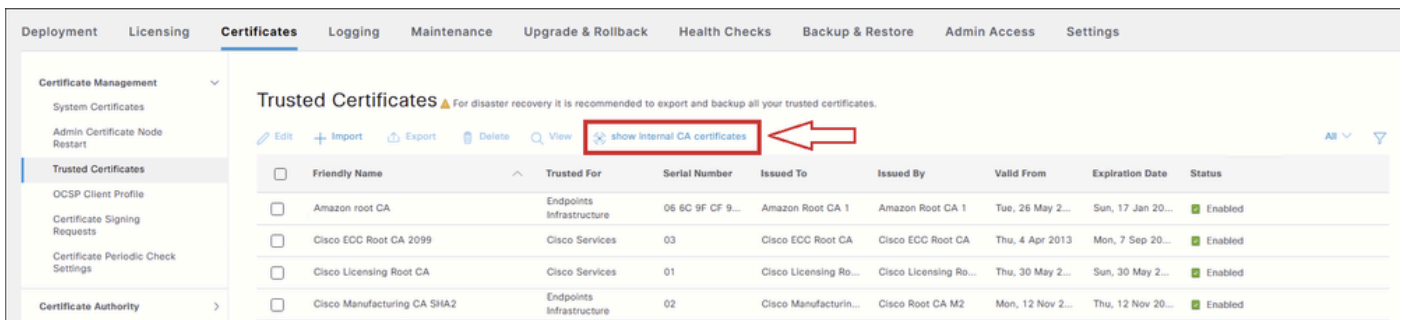 Deployment Licensing Certificates Logging Maintenance Upgrade & Rollback Health Checks Backup & Restore Admin Access Settings
Certificate Management
System Certificates
Admin Certificate Node
Restart
Trusted Certificates
OCSP Client Profile
Certificate Signing
Requests
Certificate Periodic Check
Settings
Certificate Authority
Trusted Certificates For disaster recovery it is recommended to export and backup all your trusted certificates.
Edit Import Export Delete View show internal CA certificates All
Friendly Name Trusted For Serial Number Issued To Issued By Valid From Expiration Date Status
Amazon root CA Endpoints Infrastructure 06 6C 9F CF 9... Amazon Root CA 1 Amazon Root CA 1 Tue, 26 May 2... Sun, 17 Jan 20... Enabled
Cisco ECC Root CA 2099 Cisco Services 03 Cisco ECC Root CA Cisco ECC Root CA Thu, 4 Apr 2013 Mon, 7 Sep 20... Enabled
Cisco Licensing Root CA Cisco Services 01 Cisco Licensing Ro... Cisco Licensing Ro... Thu, 30 May 2... Sun, 30 May 2... Enabled
Cisco Manufacturing CA SHA2 Endpoints Infrastructure 02 Cisco Manufacturin... Cisco Root CA M2 Mon, 12 Nov 2... Thu, 12 Nov 20... Enabled